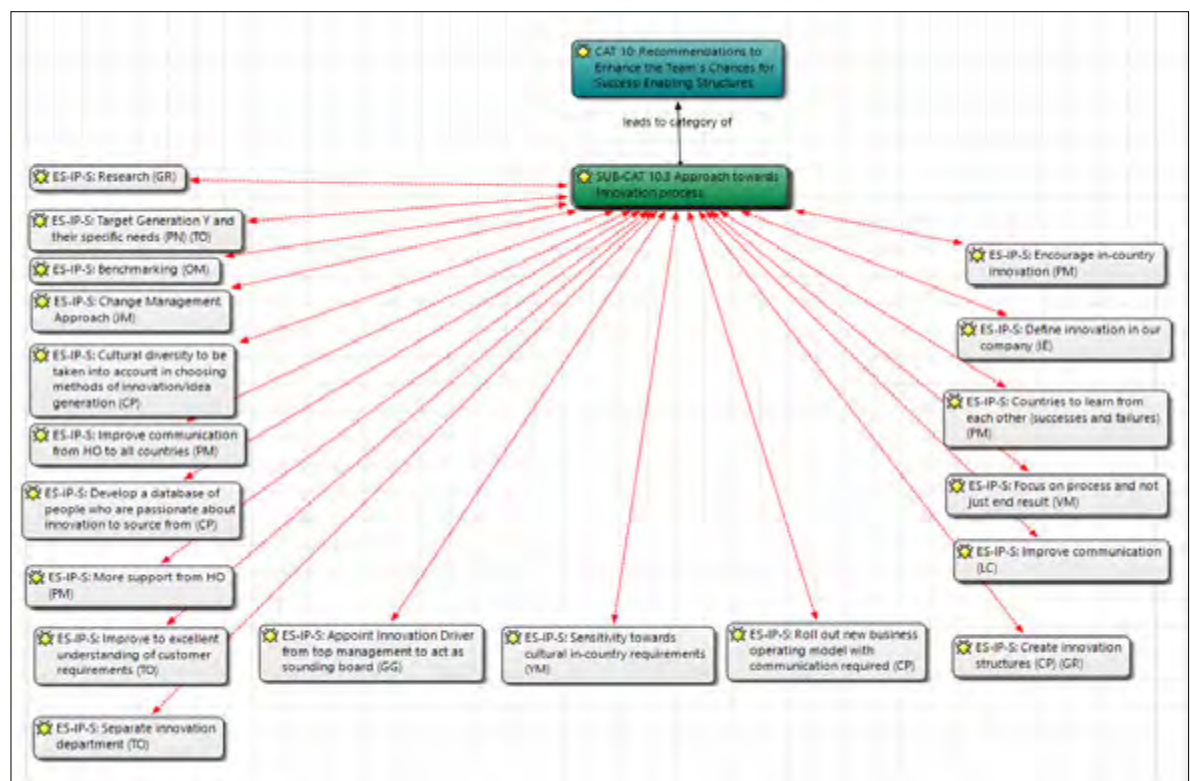 CAT 10: Recommendations to
Enhance the Team's Chances for
Success: Enabling Structures
leads to category of
SUB-CAT 10.3 Approach towards
Innovation process
ES-IP-S: Research (GR)
ES-IP-S: Target Generation Y and
their specific needs (PN) (TO)
ES-IP-S: Benchmarking (OM)
ES-IP-S: Change Management
Approach (JM)
ES-IP-S: Cultural diversity to be
taken into account in choosing
methods of innovation/idea
generation (CP)
ES-IP-S: Improve communication
from HO to all countries (PM)
ES-IP-S: Develop a database of
people who are passionate about
innovation to source from (CP)
ES-IP-S: More support from HO
(PM)
ES-IP-S: Improve to excellent
understanding of customer
requirements (TO)
ES-IP-S: Separate innovation
department (TO)
ES-IP-S: Appoint Innovation Driver
from top management to act as
sounding board (GG)
ES-IP-S: Sensitivity towards
cultural in-country requirements
(VM)
ES-IP-S: Roll out new business
operating model with
communication required (CP)
ES-IP-S: Encourage in-country
innovation (PM)
ES-IP-S: Define innovation in our
company (IE)
ES-IP-S: Countries to learn from
each other (successes and failures)
(PM)
ES-IP-S: Focus on process and not
just end result (VM)
ES-IP-S: Improve communication
(LC)
ES-IP-S: Create innovation
structures (CP) (GR)